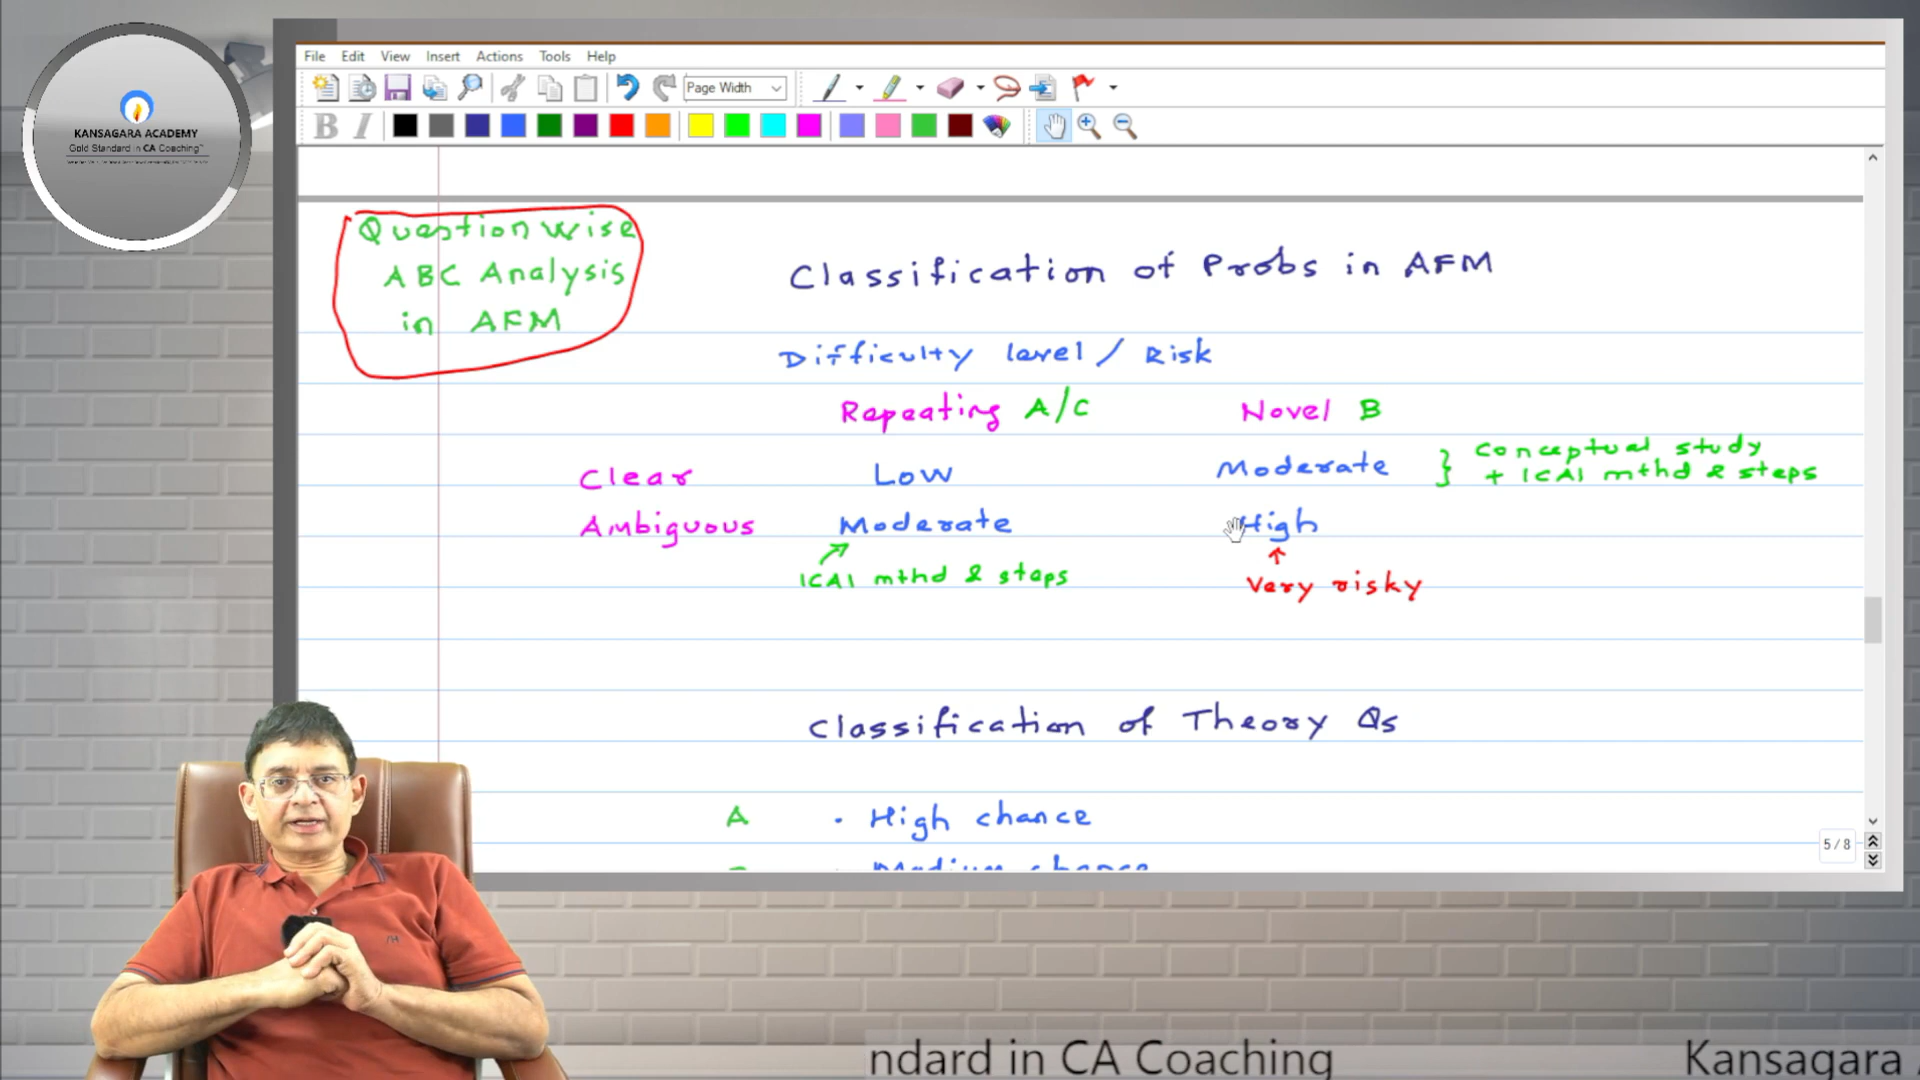 File Edit View Insert Actions Tools Help
Page Width
B I
KANSAGARA ACADEMY
Gold Standard in CA Coaching
Question wise
ABC Analysis
in AFM
Classification of Probs in AFM
Difficulty level / Risk
Repeating A/C Novel B
Clear Low Moderate } Conceptual study
+ ICAI mthd & steps
Ambiguous Moderate High
ICAI mthd & steps Very risky
Classification of Theory Qs
A • High chance
Medium chance
5 / 8
ndard in CA Coaching Kansagara